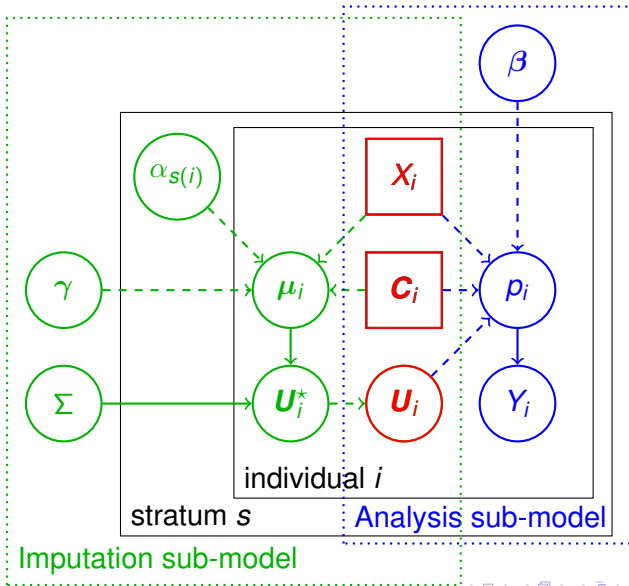 β
α_{s(i)}
X_i
γ
μ_i
C_i
p_i
Σ
U_i^⋆
U_i
Y_i
individual i
stratum s
Analysis sub-model
Imputation sub-model